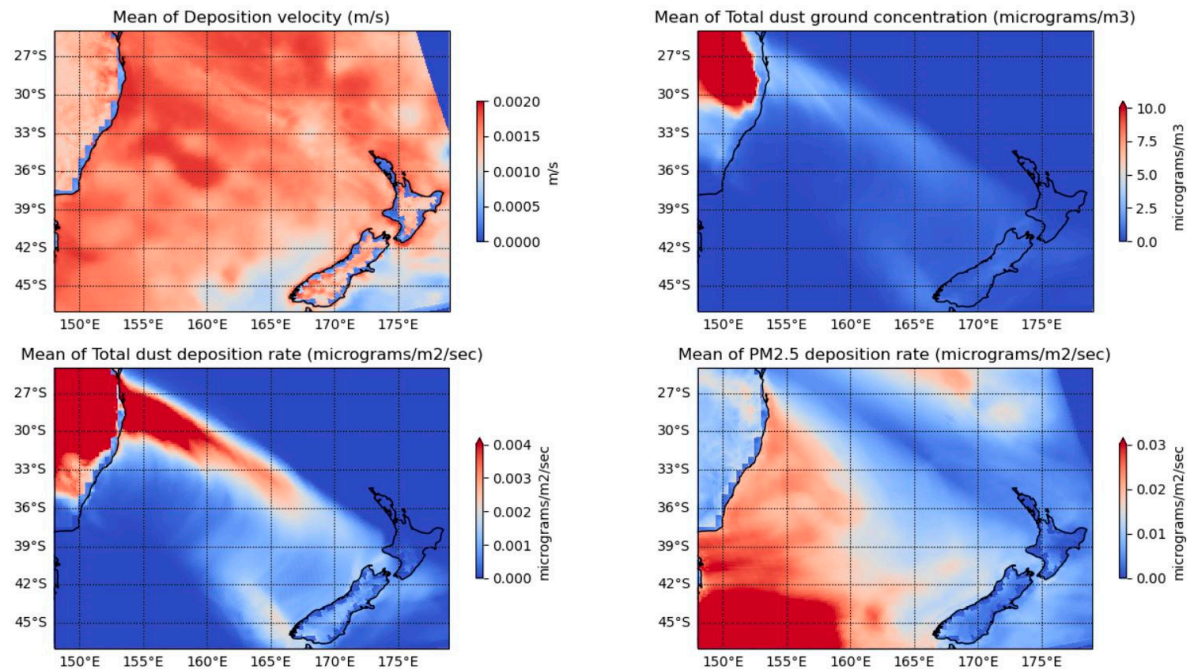 Mean of Deposition velocity (m/s)
27°S
30°S
33°S
36°S
39°S
42°S
45°S
150°E 155°E 160°E 165°E 170°E 175°E
0.0020
0.0015
0.0010
0.0005
0.0000
m/s
Mean of Total dust ground concentration (micrograms/m3)
27°S
30°S
33°S
36°S
39°S
42°S
45°S
150°E 155°E 160°E 165°E 170°E 175°E
10.0
7.5
5.0
2.5
0.0
micrograms/m3
Mean of Total dust deposition rate (micrograms/m2/sec)
27°S
30°S
33°S
36°S
39°S
42°S
45°S
150°E 155°E 160°E 165°E 170°E 175°E
0.004
0.003
0.002
0.001
0.000
micrograms/m2/sec
Mean of PM2.5 deposition rate (micrograms/m2/sec)
27°S
30°S
33°S
36°S
39°S
42°S
45°S
150°E 155°E 160°E 165°E 170°E 175°E
0.03
0.02
0.01
0.00
micrograms/m2/sec